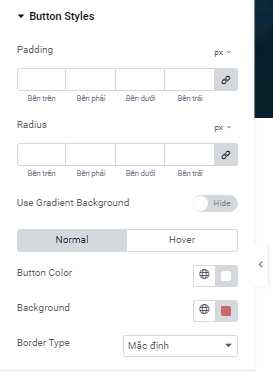 Button Styles
Padding px
Bên trên Bên phải Bên dưới Bên trái
Radius px
Bên trên Bên phải Bên dưới Bên trái
Use Gradient Background Hide
Normal Hover
Button Color
Background
Border Type Mặc định